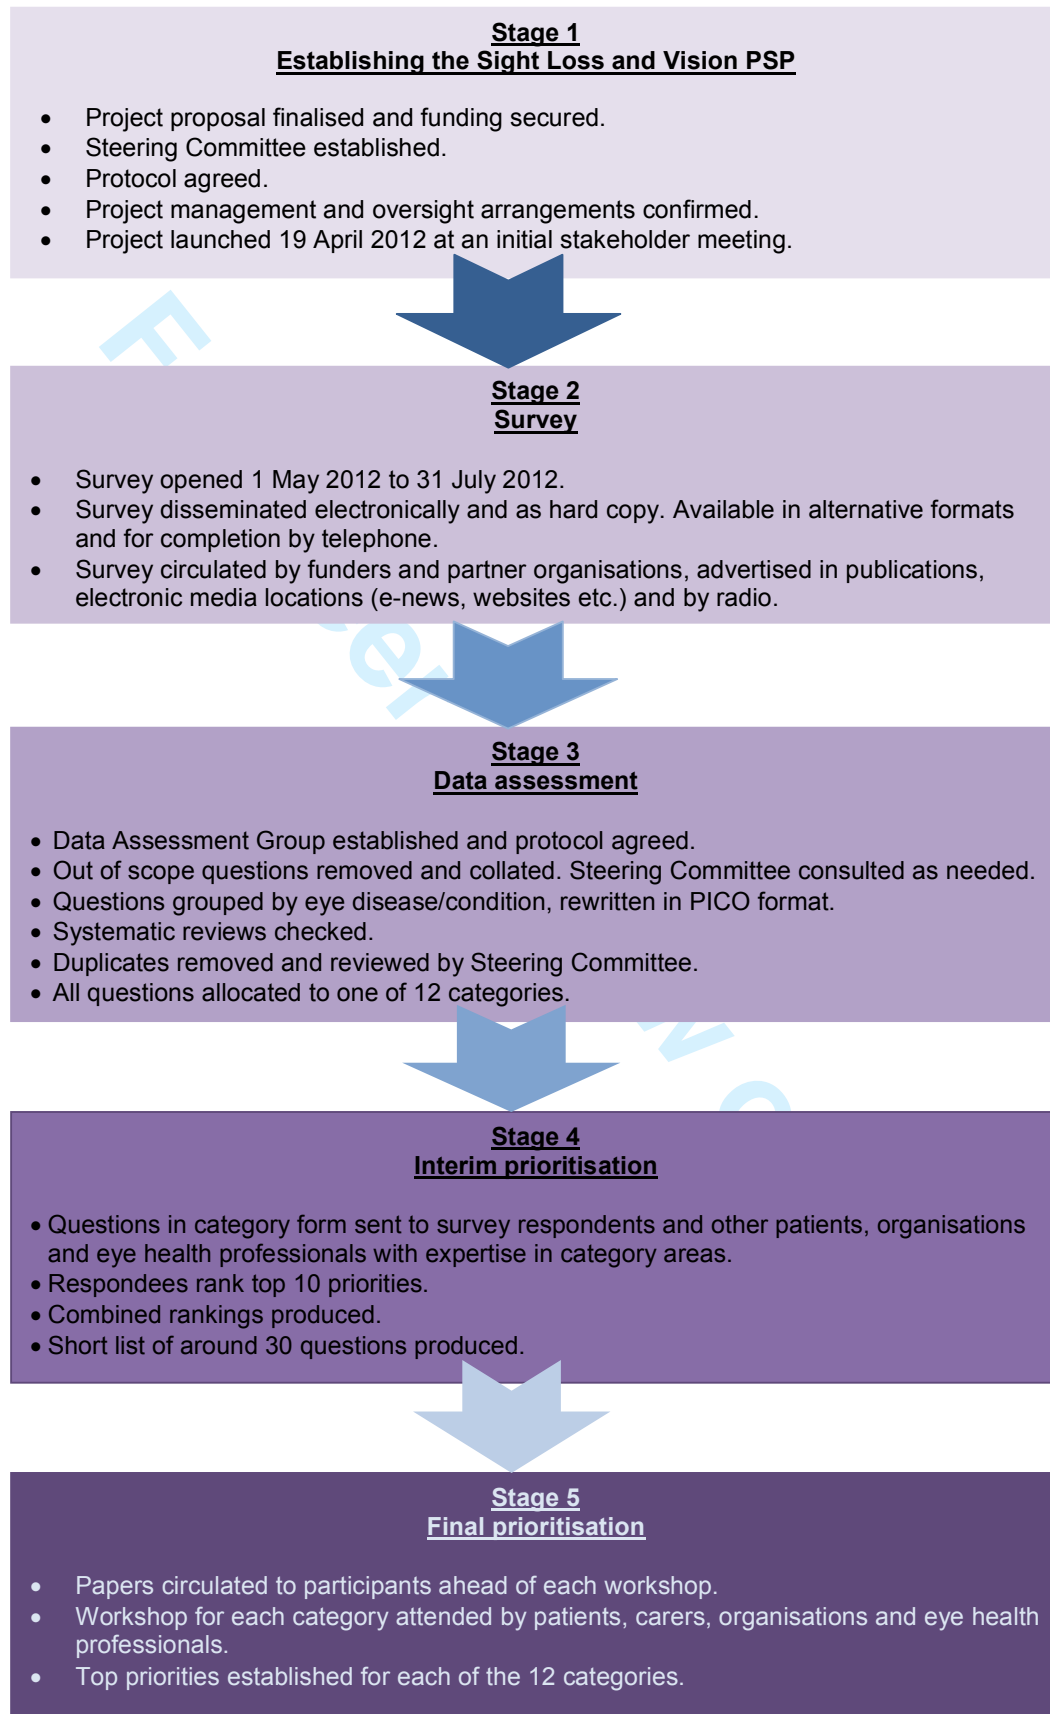 Stage 1
Establishing the Sight Loss and Vision PSP
• Project proposal finalised and funding secured.
• Steering Committee established.
• Protocol agreed.
• Project management and oversight arrangements confirmed.
• Project launched 19 April 2012 at an initial stakeholder meeting.
Stage 2
Survey
• Survey opened 1 May 2012 to 31 July 2012.
• Survey disseminated electronically and as hard copy. Available in alternative formats
and for completion by telephone.
• Survey circulated by funders and partner organisations, advertised in publications,
electronic media locations (e-news, websites etc.) and by radio.
Stage 3
Data assessment
• Data Assessment Group established and protocol agreed.
• Out of scope questions removed and collated. Steering Committee consulted as needed.
• Questions grouped by eye disease/condition, rewritten in PICO format.
• Systematic reviews checked.
• Duplicates removed and reviewed by Steering Committee.
• All questions allocated to one of 12 categories.
Stage 4
Interim prioritisation
• Questions in category form sent to survey respondents and other patients, organisations
and eye health professionals with expertise in category areas.
• Respondees rank top 10 priorities.
• Combined rankings produced.
• Short list of around 30 questions produced.
Stage 5
Final prioritisation
• Papers circulated to participants ahead of each workshop.
• Workshop for each category attended by patients, carers, organisations and eye health
professionals.
• Top priorities established for each of the 12 categories.